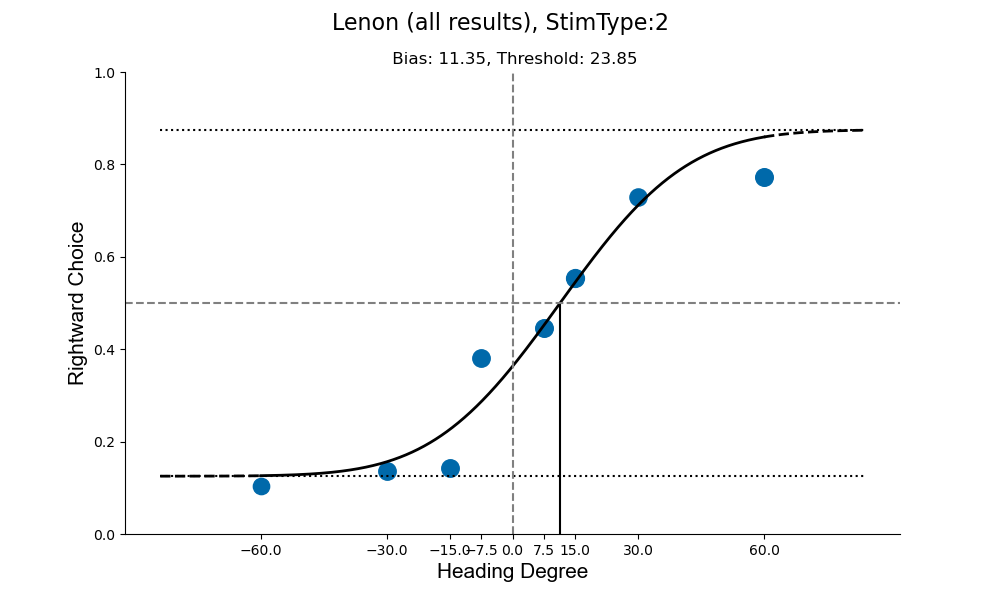 Lenon (all results), StimType:2
Bias: 11.35, Threshold: 23.85
1.0
0.8
0.6
0.4
0.2
0.0
Rightward Choice
−60.0 −30.0 −15.0 −7.5 0.0 7.5 15.0 30.0 60.0
Heading Degree